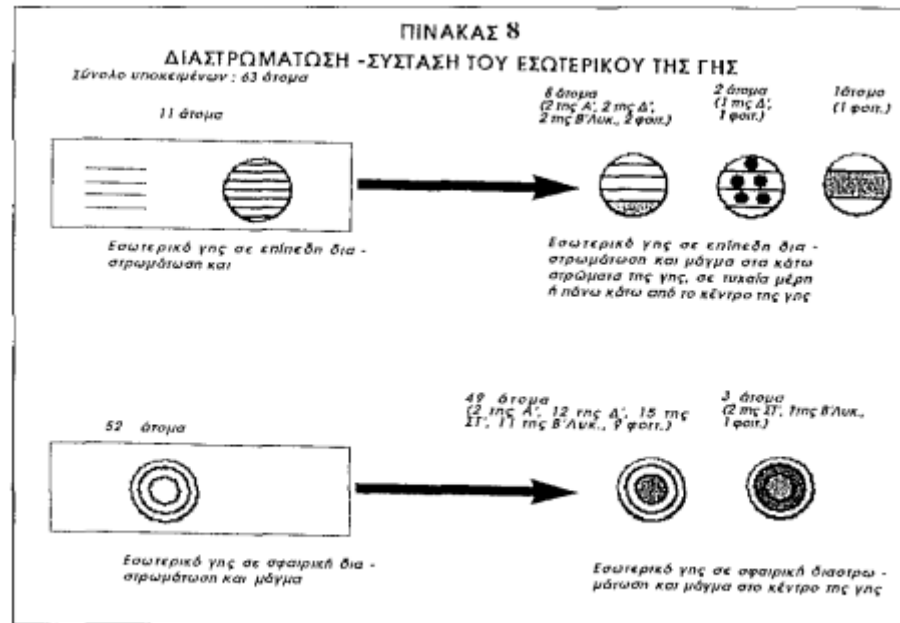 ΠΙΝΑΚΑΣ 8
ΔΙΑΣΤΡΩΜΑΤΩΣΗ -ΣΥΣΤΑΣΗ ΤΟΥ ΕΣΩΤΕΡΙΚΟΥ ΤΗΣ ΓΗΣ
Σύνολο υποκειμένων : 63 άτομα
11 άτομα
8 άτομα
(2 της Α', 2 της Δ',
2 της Β'Λυκ., 2 φοιτ.)
2 άτομα
(1 της Δ',
1 φοιτ.)
1άτομα
(1 φοιτ.)
Εσωτερικό γης σε επίπεδη δια -
στρωμάτωση και
Εσωτερικό γης σε επίπεδη δια -
στρωμάτωση και μάγμα στα κάτω
στρώματα της γης, σε τυχαία μέρη
ή πάνω κάτω από το κέντρο της γης
52 άτομα
49 άτομα
(2 της Α', 12 της Δ', 15 της
ΣΤ', 11 της Β'Λυκ., 9 φοιτ.)
3 άτομα
(2 της ΣΤ', 1της Β'Λυκ.,
1 φοιτ.)
Εσωτερικό γης σε σφαιρική δια -
στρωμάτωση και μάγμα
Εσωτερικό γης σε σφαιρική διαστρω -
μάτωση και μάγμα στο κέντρο της γης